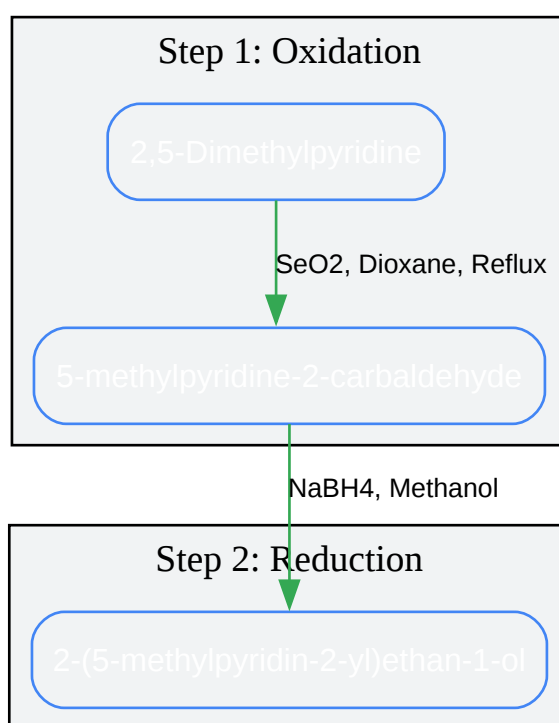 Step 1: Oxidation
2,5-Dimethylpyridine
SeO2, Dioxane, Reflux
5-methylpyridine-2-carbaldehyde
NaBH4, Methanol
Step 2: Reduction
2-(5-methylpyridin-2-yl)ethan-1-ol